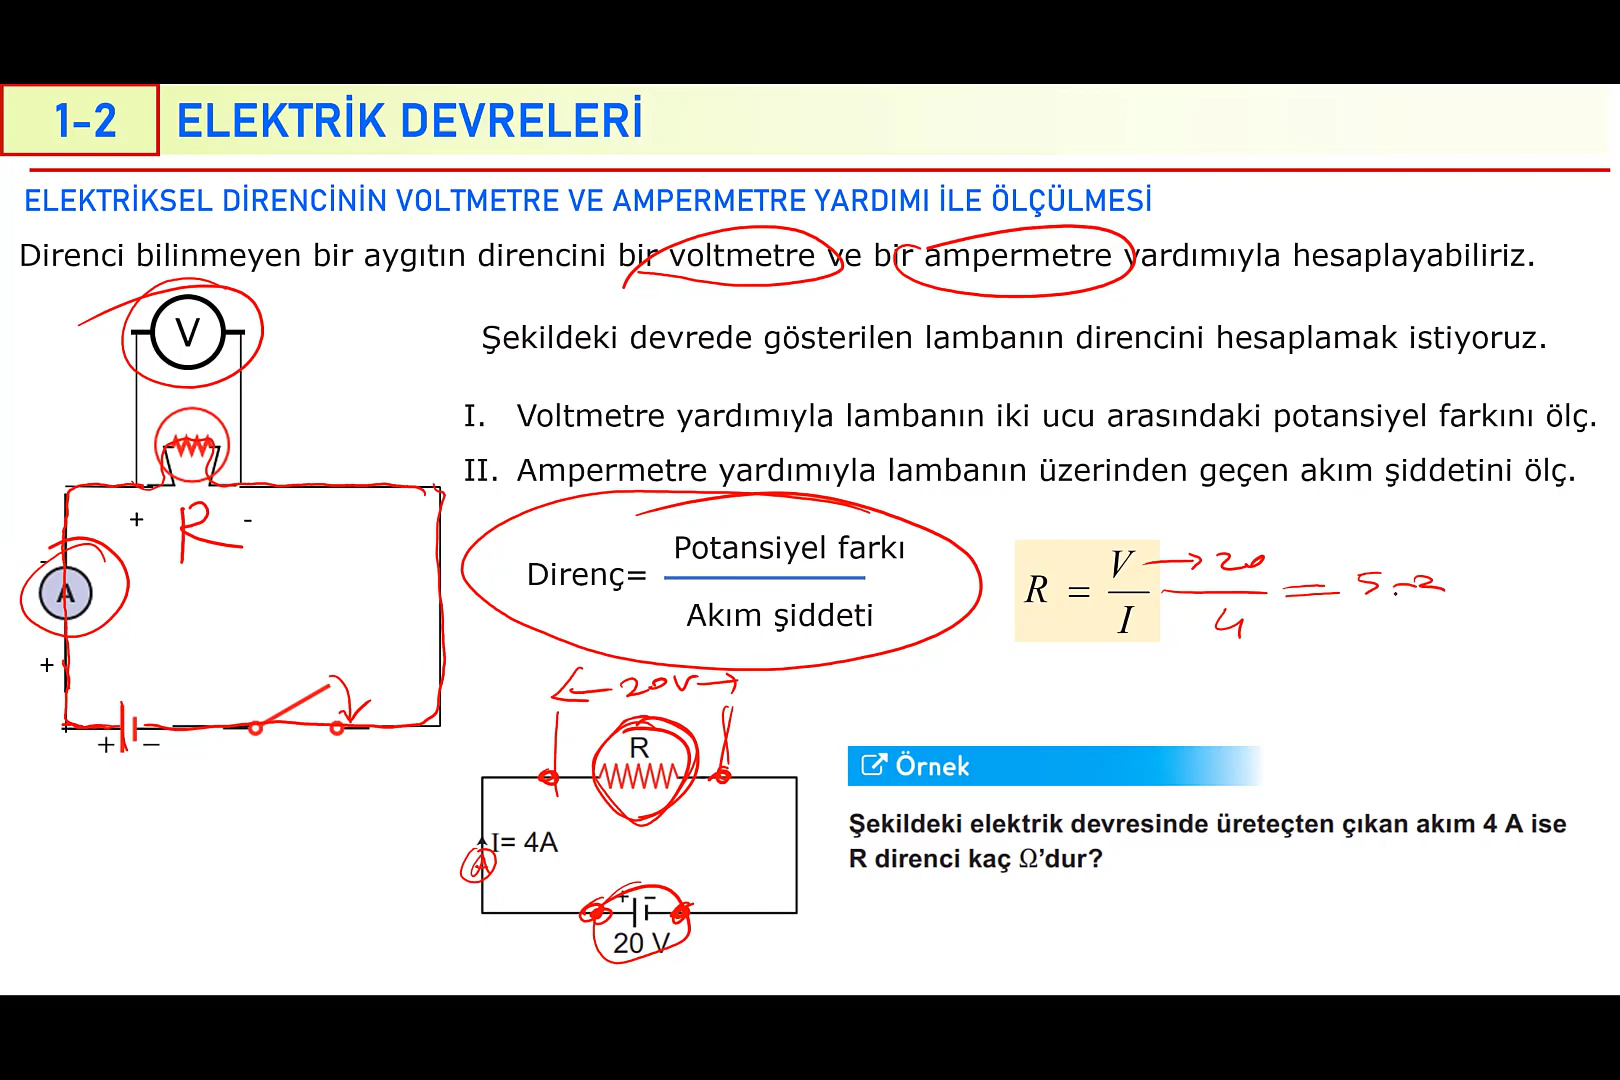 1-2 ELEKTRİK DEVRELERİ
ELEKTRİKSEL DİRENCİNİN VOLTMETRE VE AMPERMETRE YARDIMI İLE ÖLÇÜLMESİ
Direnci bilinmeyen bir aygıtın direncini bir voltmetre ve bir ampermetre yardımıyla hesaplayabiliriz.
V
Şekildeki devrede gösterilen lambanın direncini hesaplamak istiyoruz.
I. Voltmetre yardımıyla lambanın iki ucu arasındaki potansiyel farkını ölç.
II. Ampermetre yardımıyla lambanın üzerinden geçen akım şiddetini ölç.
+ R -
-
A
+
+ −
Direnç= Potansiyel farkı
Akım şiddeti
R = V / I → 20 / 4 = 5
20V
R
I= 4A
A
+ −
20 V
Örnek
Şekildeki elektrik devresinde üreteçten çıkan akım 4 A ise
R direnci kaç Ω’dur?